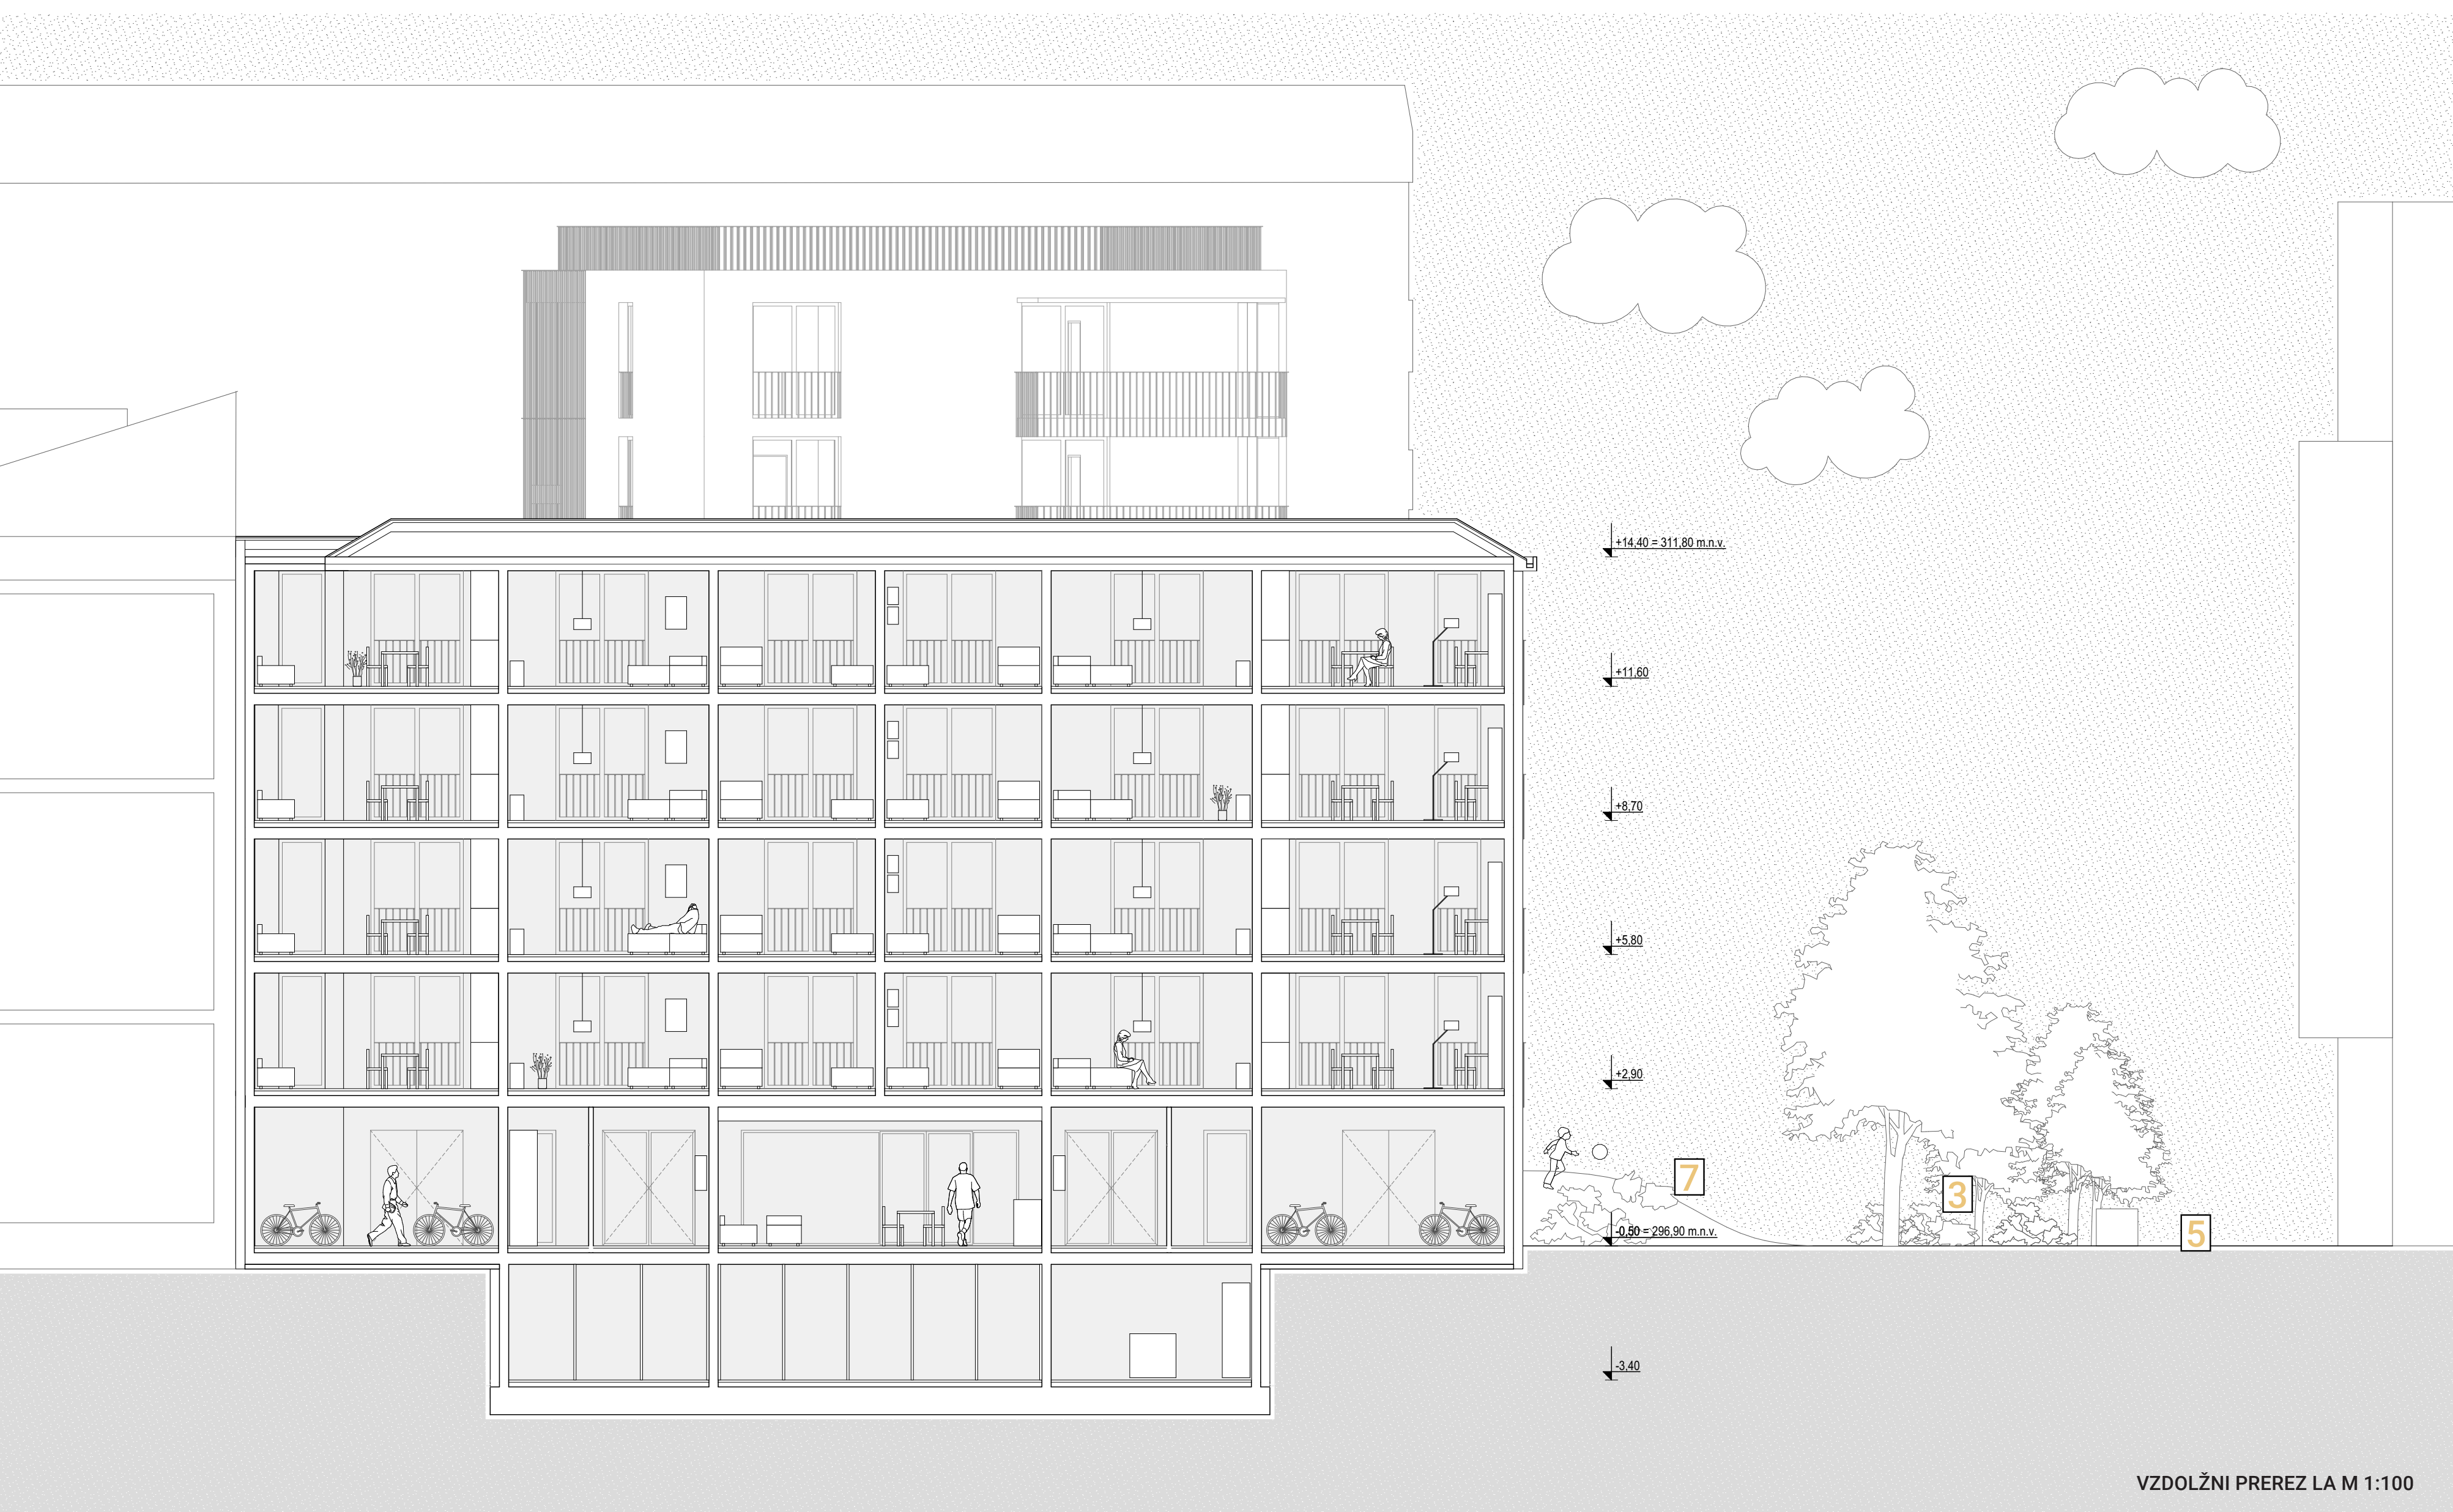 +14,40 = 311,80 m.n.v.
+11,60
+8,70
+5,80
+2,90
7
3
-0,50 = 296,90 m.n.v.
5
-3,40
VZDOLŽNI PREREZ LA M 1:100